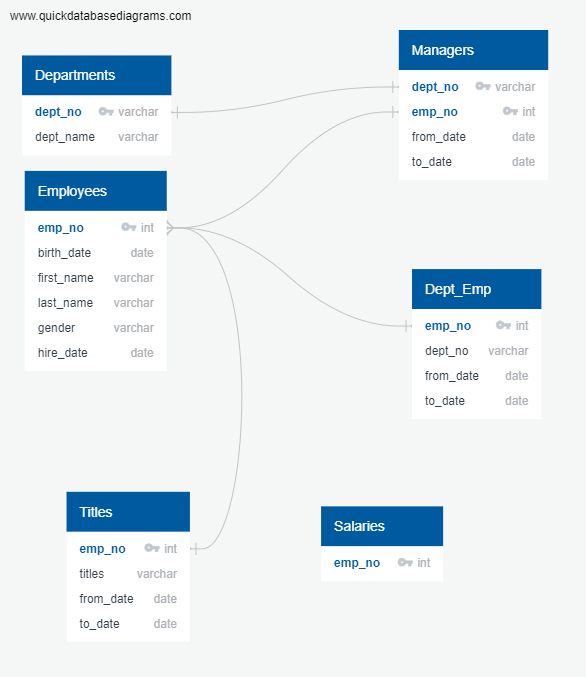 www.quickdatabasediagrams.com
Departments
dept_no varchar
dept_name varchar
Managers
dept_no varchar
emp_no int
from_date date
to_date date
Employees
emp_no int
birth_date date
first_name varchar
last_name varchar
gender varchar
hire_date date
Dept_Emp
emp_no int
dept_no varchar
from_date date
to_date date
Titles
emp_no int
titles varchar
from_date date
to_date date
Salaries
emp_no int